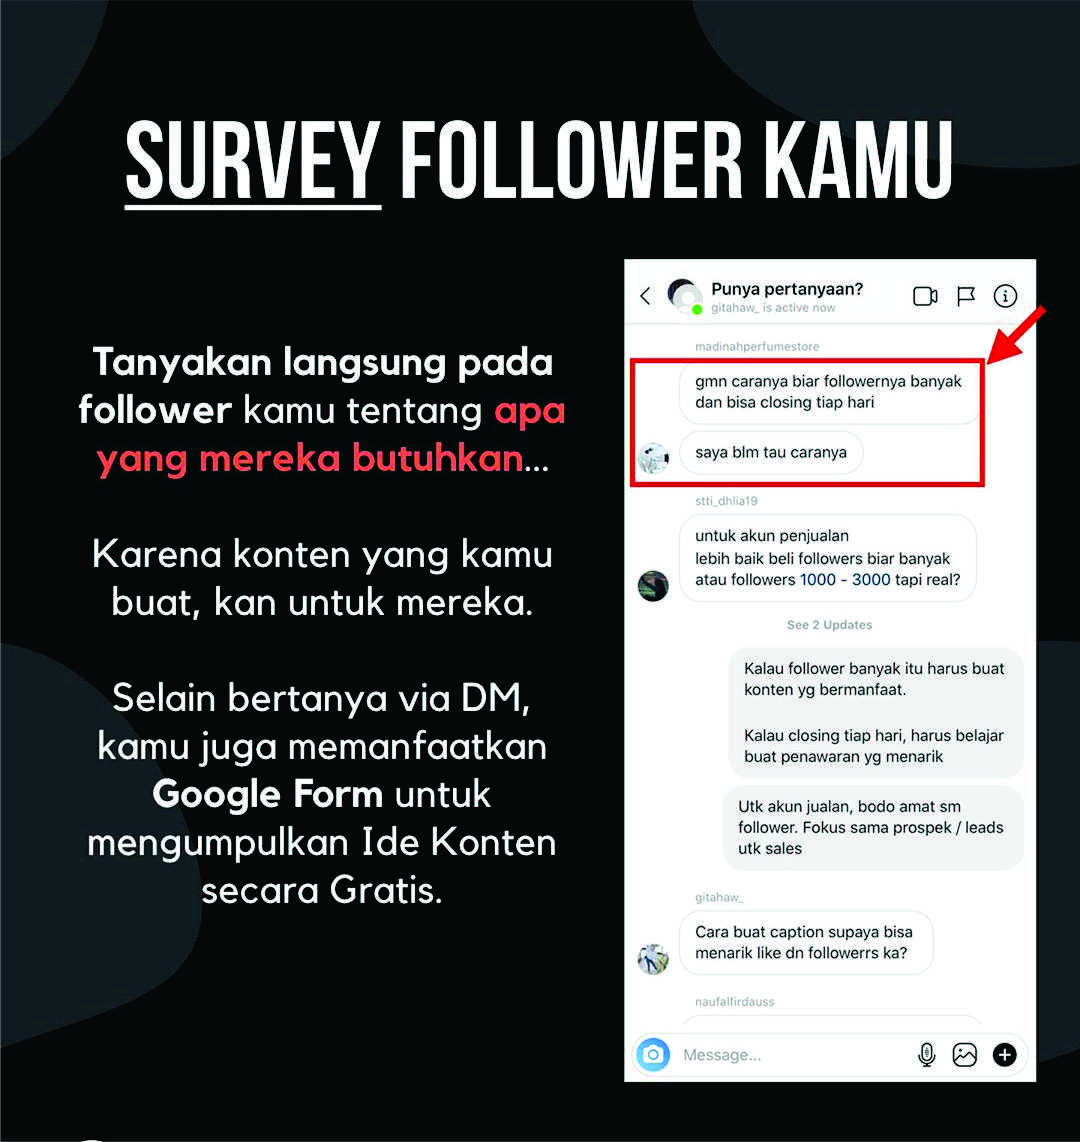 SURVEY FOLLOWER KAMU
Tanyakan langsung pada
follower kamu tentang apa
yang mereka butuhkan...
Karena konten yang kamu
buat, kan untuk mereka.
Selain bertanya via DM,
kamu juga memanfaatkan
Google Form untuk
mengumpulkan Ide Konten
secara Gratis.
Punya pertanyaan?
gitahaw_ is active now
madinahperfumestore
gmn caranya biar followernya banyak
dan bisa closing tiap hari
saya blm tau caranya
stti_dhlia19
untuk akun penjualan
lebih baik beli followers biar banyak
atau followers 1000 - 3000 tapi real?
See 2 Updates
Kalau follower banyak itu harus buat
konten yg bermanfaat.
Kalau closing tiap hari, harus belajar
buat penawaran yg menarik
Utk akun jualan, bodo amat sm
follower. Fokus sama prospek / leads
utk sales
gitahaw_
Cara buat caption supaya bisa
menarik like dn followerrs ka?
naufalfirdauss
Message...